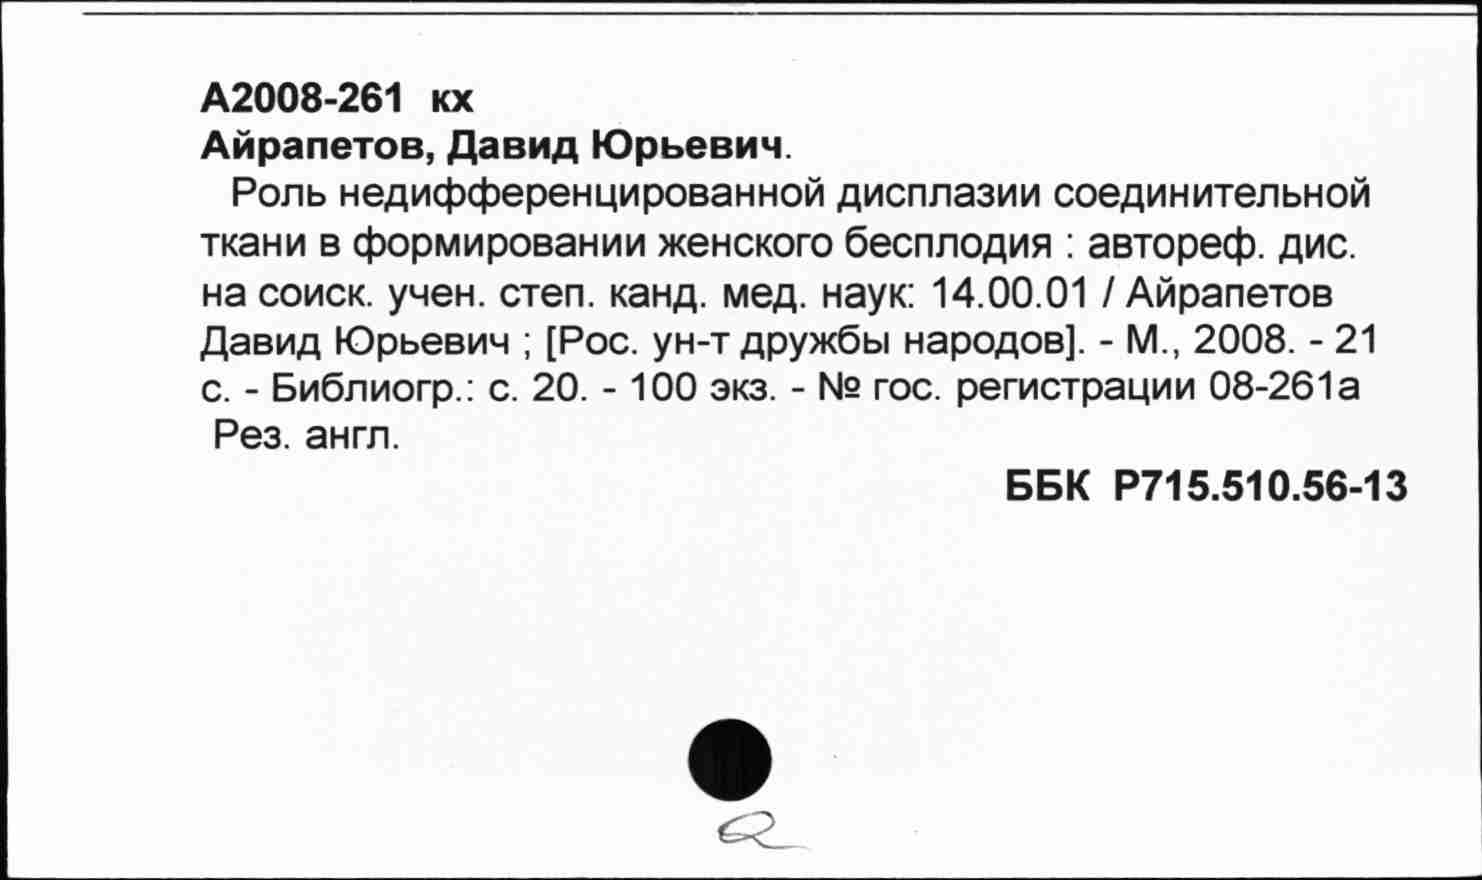 А2008-261 кх
Айрапетов, Давид Юрьевич.
Роль недифференцированной дисплазии соединительной
ткани в формировании женского бесплодия : автореф. дис.
на соиск. учен. степ. канд. мед. наук: 14.00.01 / Айрапетов
Давид Юрьевич ; [Рос. ун-т дружбы народов]. - М., 2008. - 21
с. - Библиогр.: с. 20. - 100 экз. - № гос. регистрации 08-261а
Рез. англ.
ББК Р715.510.56-13